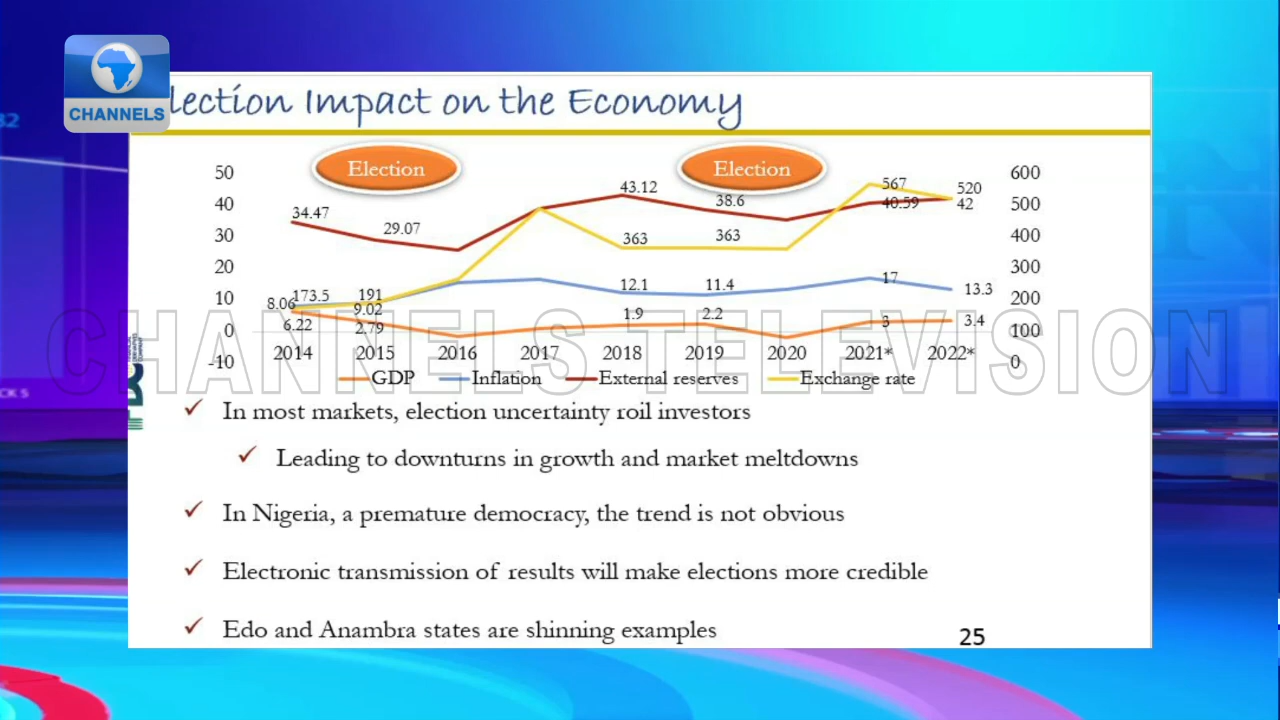 CHANNELS
lection Impact on the Economy
Election Election
50 600
40 500
30 400
20 300
10 200
0 100
-10 0
34.47 29.07 43.12 38.6 40.59 42
173.5 191 363 363 567 520
8.06 9.02 12.1 11.4 17 13.3
6.22 2.79 1.9 2.2 3 3.4
2014 2015 2016 2017 2018 2019 2020 2021* 2022*
GDP Inflation External reserves Exchange rate
CHANNELS TELEVISION
✓ In most markets, election uncertainty roil investors
✓ Leading to downturns in growth and market meltdowns
✓ In Nigeria, a premature democracy, the trend is not obvious
✓ Electronic transmission of results will make elections more credible
✓ Edo and Anambra states are shinning examples
25